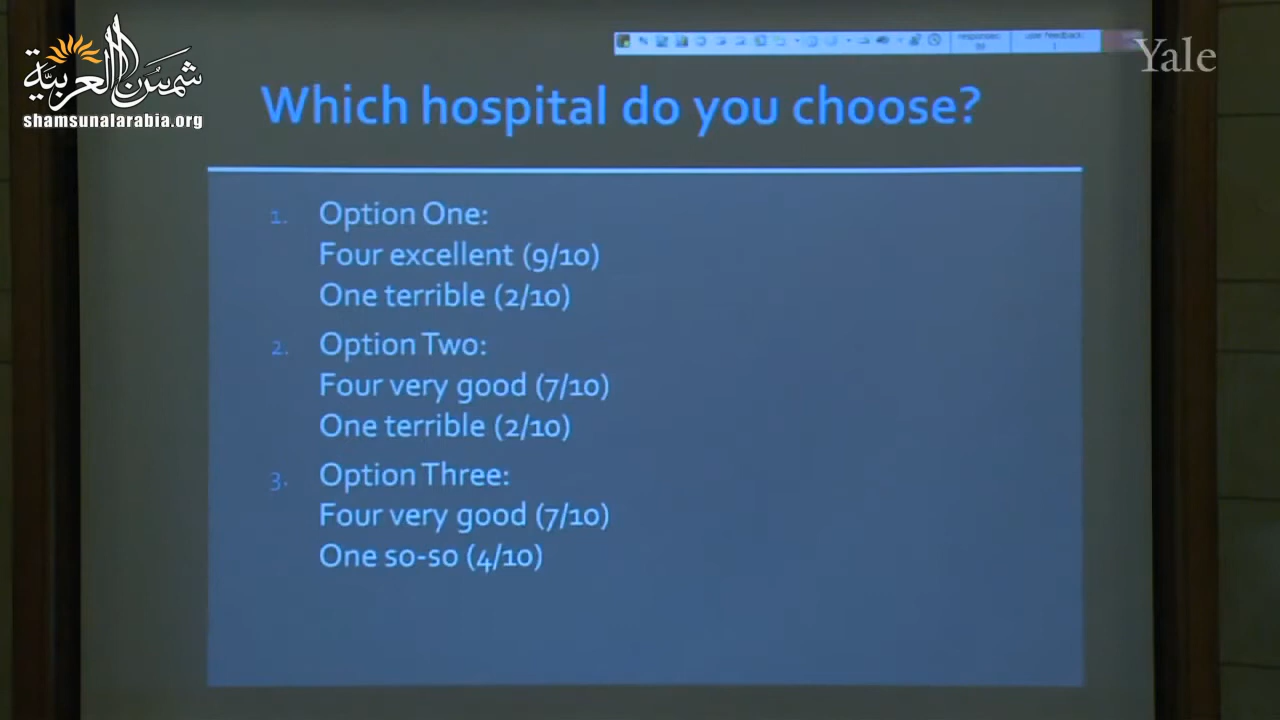 شمس العربية
shamsunalarabia.org
Yale
Which hospital do you choose?
1. Option One:
Four excellent (9/10)
One terrible (2/10)
2. Option Two:
Four very good (7/10)
One terrible (2/10)
3. Option Three:
Four very good (7/10)
One so-so (4/10)